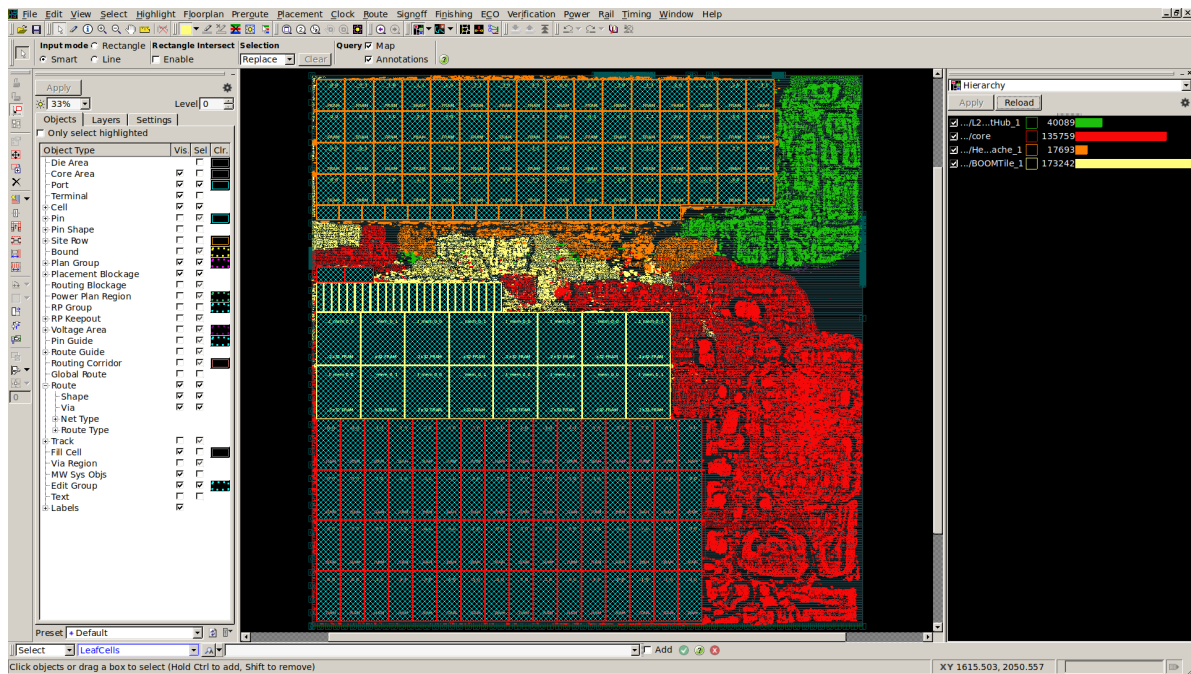 File Edit View Select Highlight Floorplan Preroute Placement Clock Route Signoff Finishing ECO Verification Power Rail Timing Window Help
Input mode Rectangle Rectangle Intersect Selection Query Map
Smart Line Enable Replace Clear Annotations
Apply
33% Level 0
Objects Layers Settings
Only select highlighted
Object Type Vis. Sel Clr.
Die Area
Core Area
Port
Terminal
Cell
Pin
Pin Shape
Site Row
Bound
Plan Group
Placement Blockage
Routing Blockage
Power Plan Region
RP Group
RP Keepout
Voltage Area
Pin Guide
Route Guide
Routing Corridor
Global Route
Route
Shape
Via
Net Type
Route Type
Track
Fill Cell
Via Region
MW Sys Objs
Edit Group
Text
Labels
Preset Default
0
Hierarchy
Apply Reload
.../L2...tHub_1 40089
.../core 135759
.../He...ache_1 17693
.../BOOMTile_1 173242
Select LeafCells Add
Click objects or drag a box to select (Hold Ctrl to add, Shift to remove) XY 1615.503, 2050.557